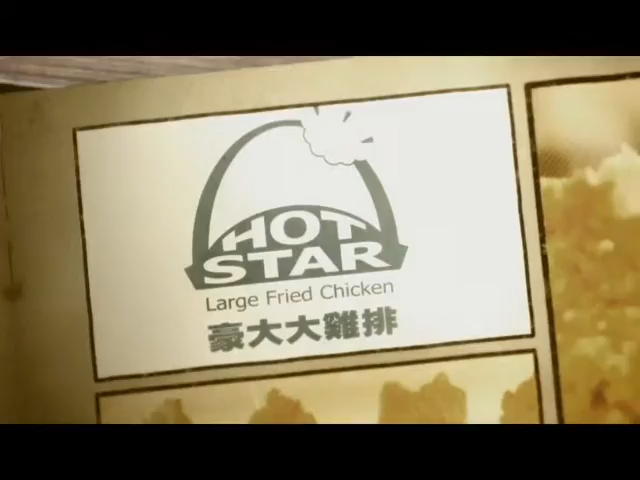 HOT
STAR
Large Fried Chicken
豪大大雞排